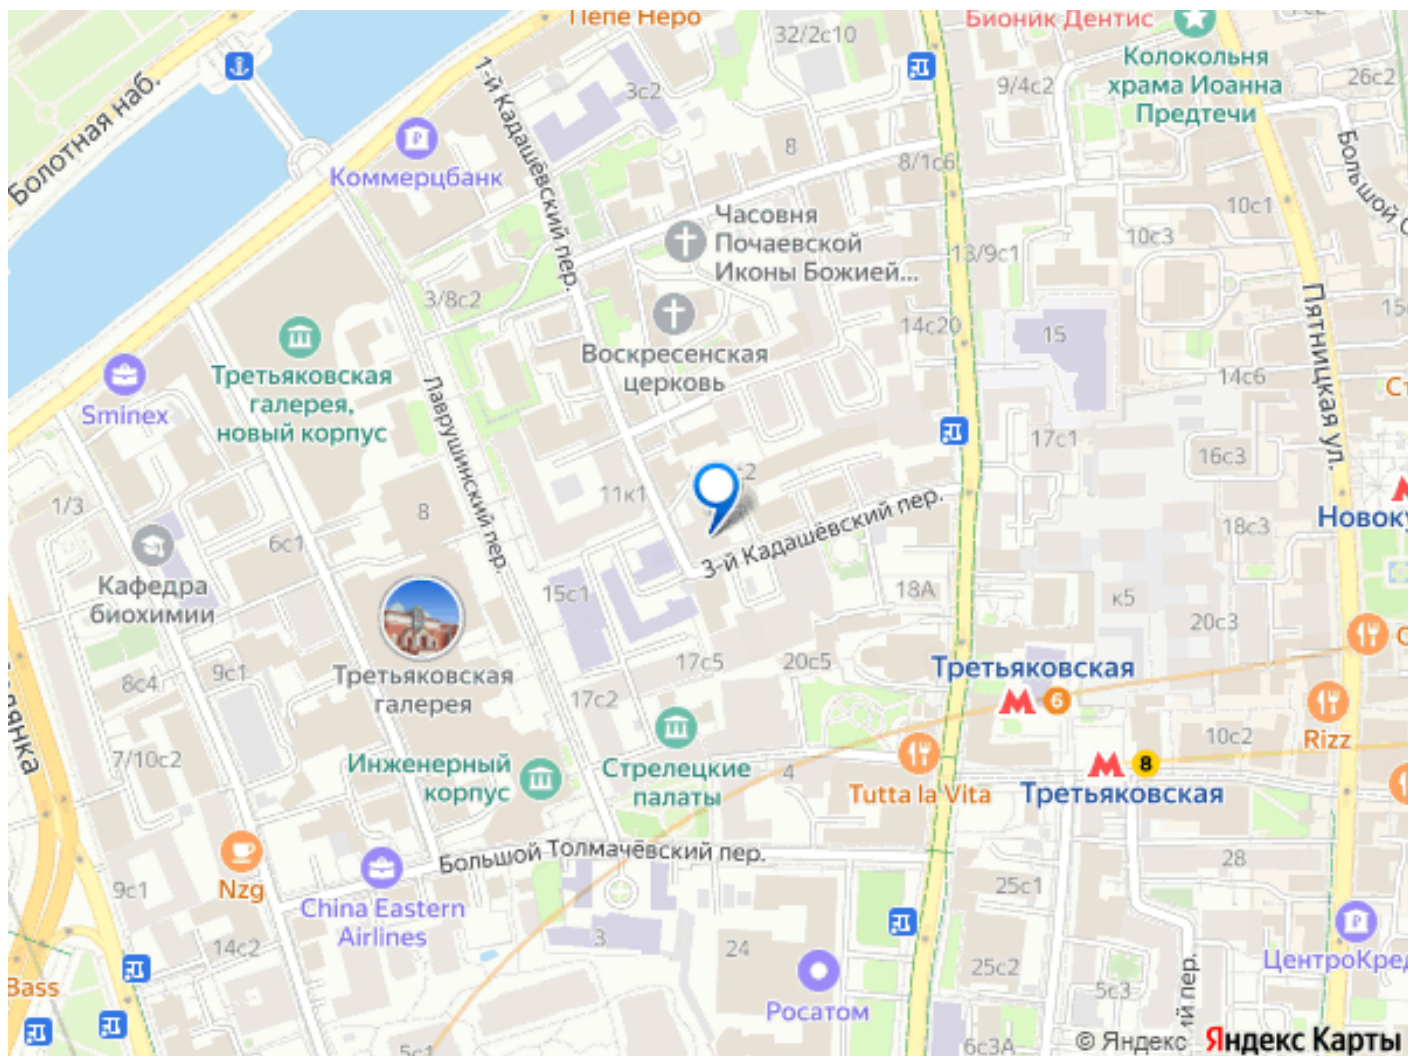 Пепе Неро
Бионик Дентис
32/2с10
Колокольня
храма Иоанна
Предтечи
26с2
9/4с2
3с2
Болотная наб.
1-й Кадашёвский пер.
Коммерцбанк
8
8/1с6
Большой
10с1
10с3
Часовня
Почаевской
Иконы Божией...
13/9с1
3/8с2
Воскресенская
церковь
14с20
15
Пятницкая ул.
14с6
Третьяковская
галерея,
новый корпус
Sminex
Лаврушинский пер.
17с1
16с3
1/3
8
11к1
3-й Кадашёвский пер.
Новоку
18с3
6с1
Кафедра
биохимии
15с1
18А
к5
20с3
Третьяковская
галерея
17с5
20с5
Третьяковская
6
8с4
9с1
17с2
Rizz
10с2
7/10с2
Инженерный
корпус
Стрелецкие
палаты
4
Tutta la Vita
8
Третьяковская
Большой Толмачёвский пер.
28
Nzg
9с1
China Eastern
Airlines
25с1
14с2
3
24
25с2
ЦентроКред
Bass
Росатом
5с3
ий пер.
5с1
6с3А
© Яндекс Яндекс Карты